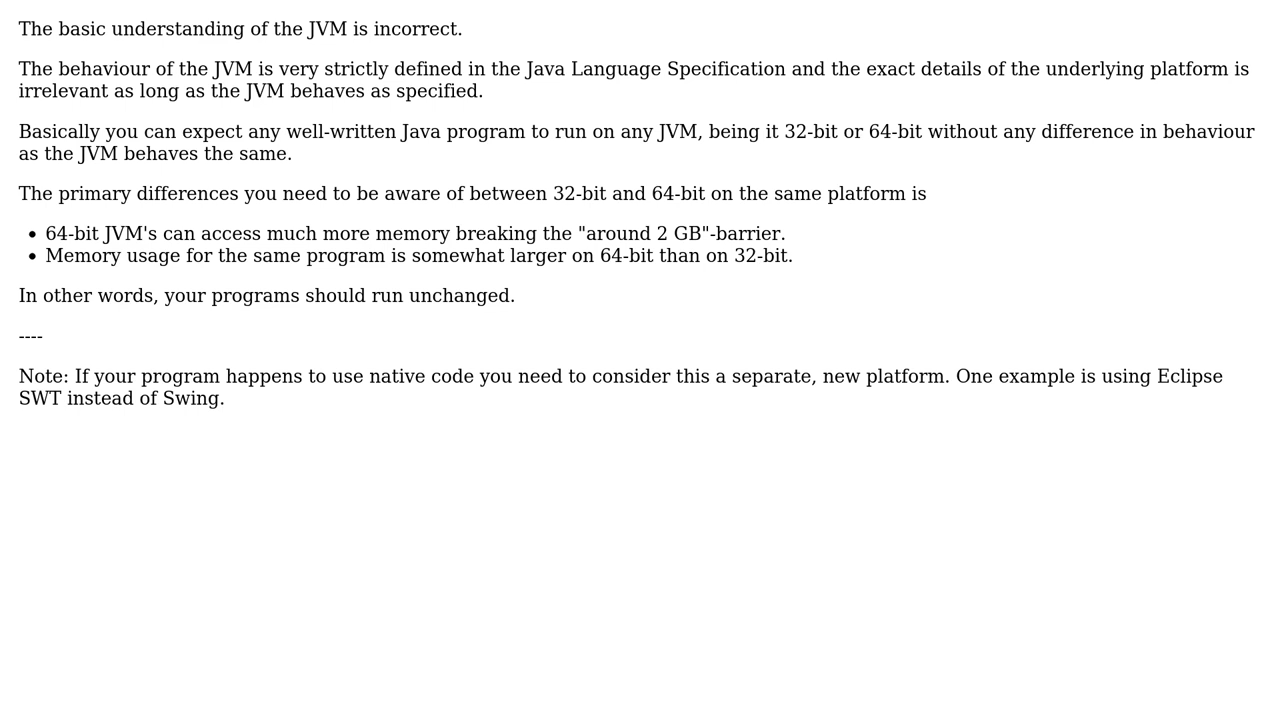 The basic understanding of the JVM is incorrect.
The behaviour of the JVM is very strictly defined in the Java Language Specification and the exact details of the underlying platform is
irrelevant as long as the JVM behaves as specified.
Basically you can expect any well-written Java program to run on any JVM, being it 32-bit or 64-bit without any difference in behaviour
as the JVM behaves the same.
The primary differences you need to be aware of between 32-bit and 64-bit on the same platform is
• 64-bit JVM's can access much more memory breaking the "around 2 GB"-barrier.
• Memory usage for the same program is somewhat larger on 64-bit than on 32-bit.
In other words, your programs should run unchanged.
----
Note: If your program happens to use native code you need to consider this a separate, new platform. One example is using Eclipse
SWT instead of Swing.